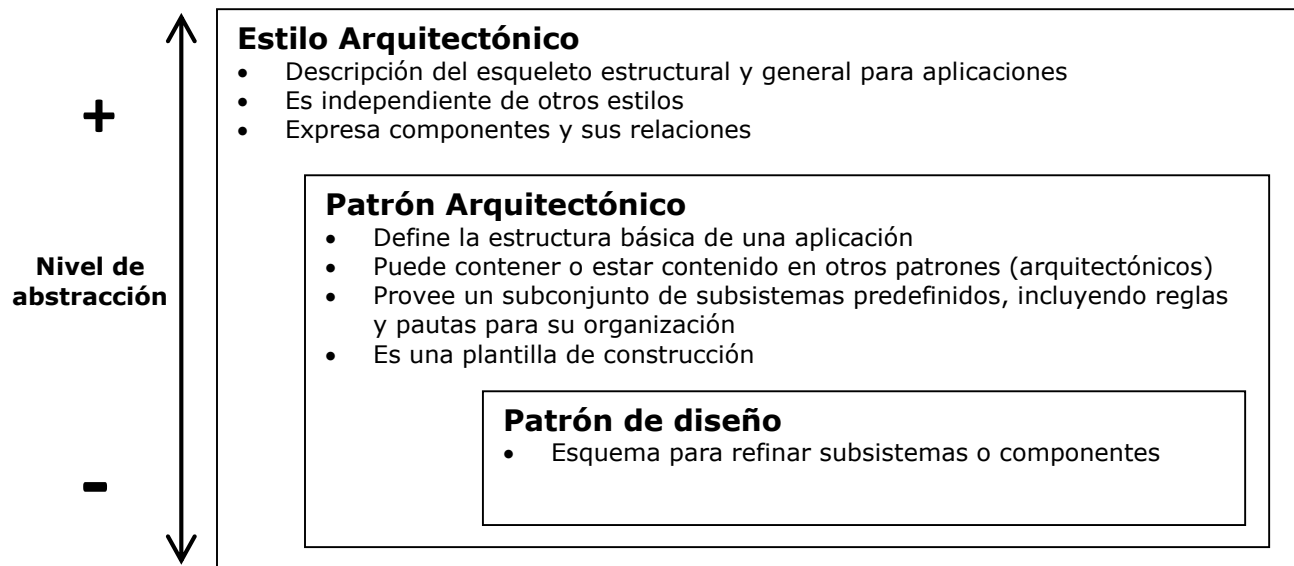 Estilo Arquitectónico
• Descripción del esqueleto estructural y general para aplicaciones
• Es independiente de otros estilos
• Expresa componentes y sus relaciones
+
Patrón Arquitectónico
• Define la estructura básica de una aplicación
• Puede contener o estar contenido en otros patrones (arquitectónicos)
• Provee un subconjunto de subsistemas predefinidos, incluyendo reglas
y pautas para su organización
• Es una plantilla de construcción
Nivel de
abstracción
Patrón de diseño
• Esquema para refinar subsistemas o componentes
-